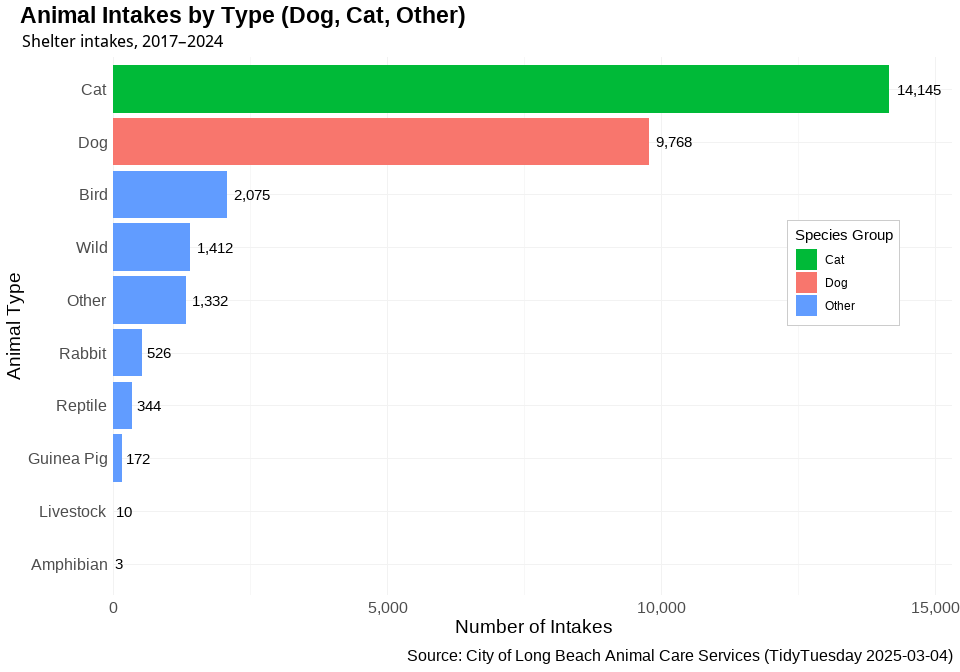 Animal Intakes by Type (Dog, Cat, Other)
Shelter intakes, 2017–2024
Animal Type
Cat 14,145
Dog 9,768
Bird 2,075
Wild 1,412
Other 1,332
Rabbit 526
Reptile 344
Guinea Pig 172
Livestock 10
Amphibian 3
Species Group
Cat
Dog
Other
0 5,000 10,000 15,000
Number of Intakes
Source: City of Long Beach Animal Care Services (TidyTuesday 2025-03-04)